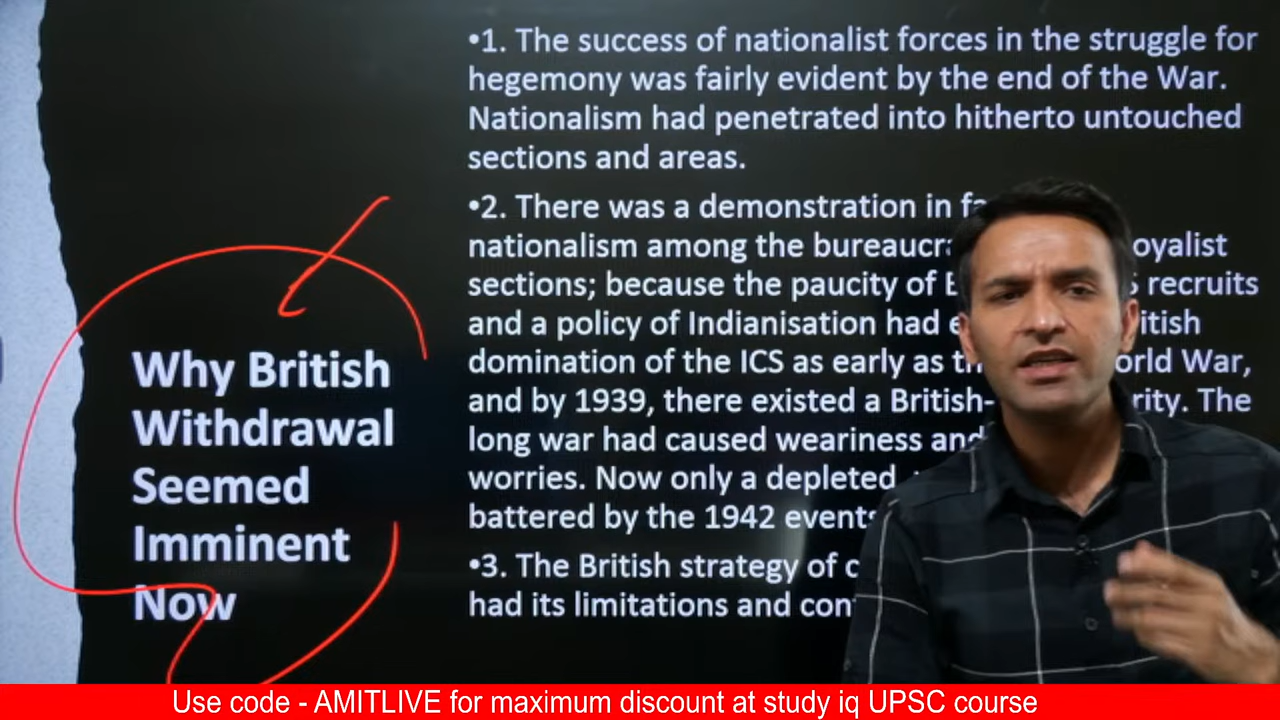 •1. The success of nationalist forces in the struggle for
hegemony was fairly evident by the end of the War.
Nationalism had penetrated into hitherto untouched
sections and areas.
•2. There was a demonstration in
nationalism among the bureaucra oyalist
sections; because the paucity of recruits
and a policy of Indianisation had itish
domination of the ICS as early as orld War,
and by 1939, there existed a British- rity. The
long war had caused weariness and
worries. Now only a depleted
battered by the 1942 events
•3. The British strategy of
had its limitations and
Why British
Withdrawal
Seemed
Imminent
Now
Use code - AMITLIVE for maximum discount at study iq UPSC course